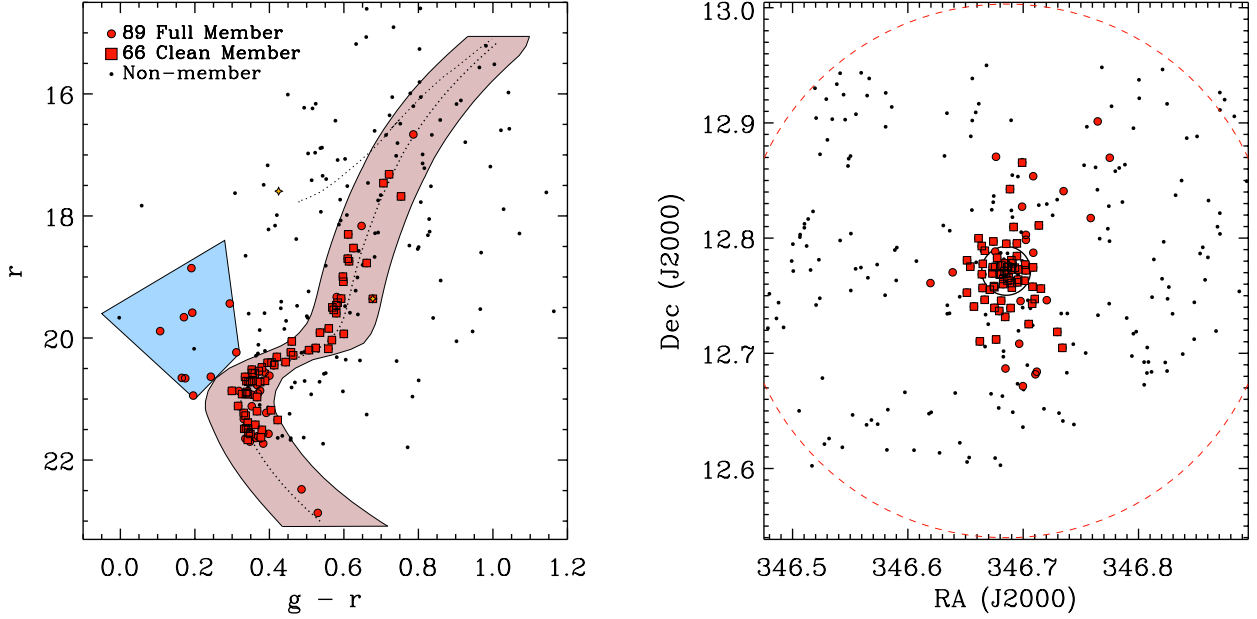 89 Full Member
66 Clean Member
Non-member
16
18
20
22
r
0.0 0.2 0.4 0.6 0.8 1.0 1.2
g − r
13.0
12.9
12.8
12.7
12.6
Dec (J2000)
346.5 346.6 346.7 346.8
RA (J2000)